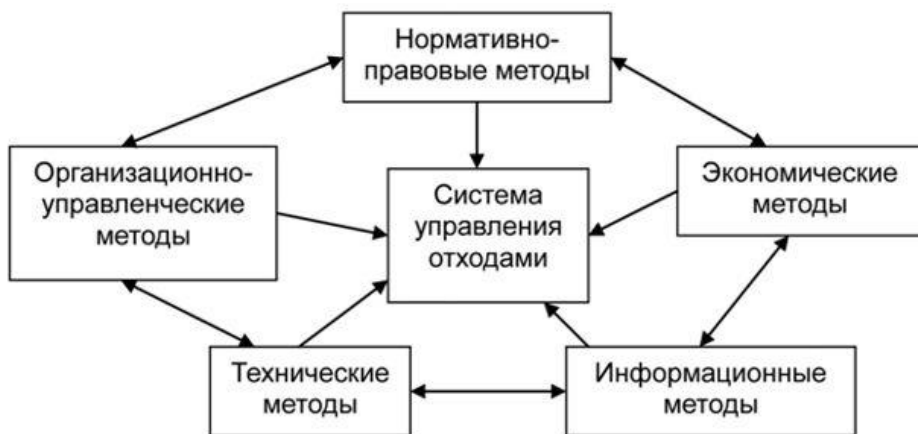 Нормативно-
правовые методы
Организационно-
управленческие
методы
Система
управления
отходами
Экономические
методы
Технические
методы
Информационные
методы